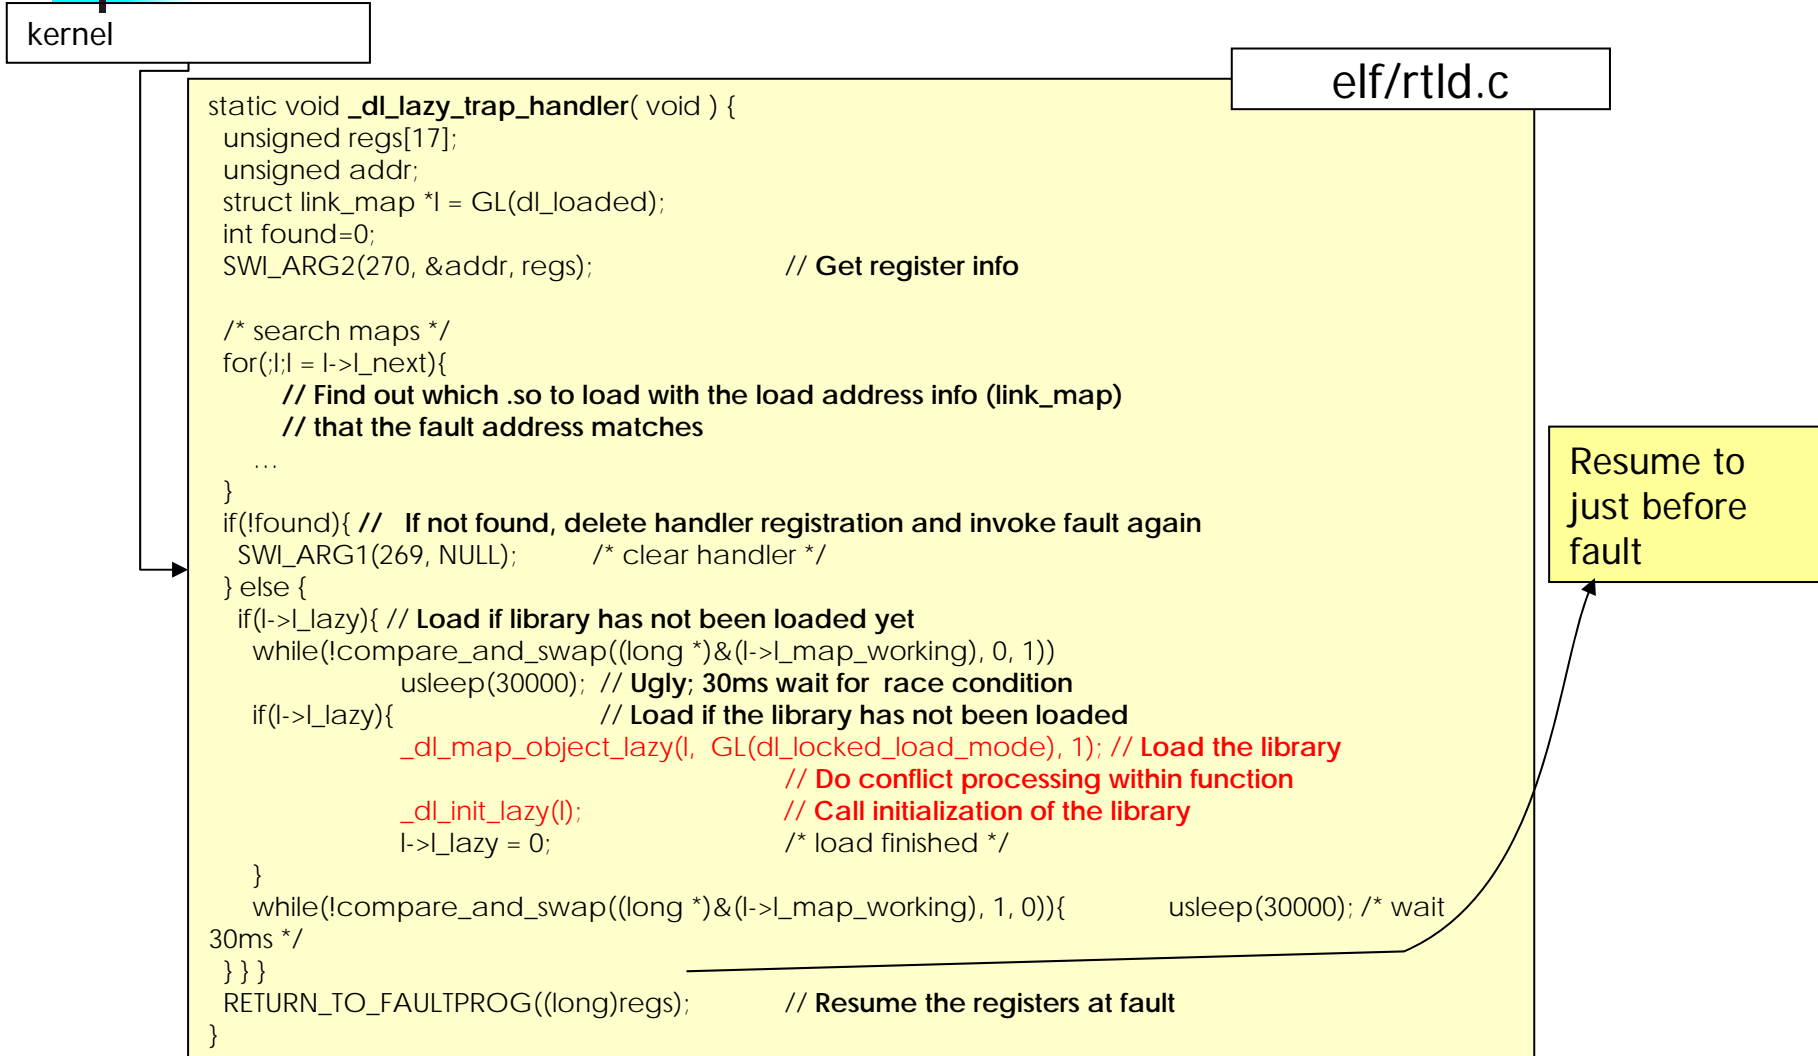 kernel
elf/rtld.c
static void _dl_lazy_trap_handler( void ) {
unsigned regs[17];
unsigned addr;
struct link_map *l = GL(dl_loaded);
int found=0;
SWI_ARG2(270, &addr, regs); // Get register info
/* search maps */
for(;l;l = l->l_next){
// Find out which .so to load with the load address info (link_map)
// that the fault address matches
…
}
if(!found){ // If not found, delete handler registration and invoke fault again
SWI_ARG1(269, NULL); /* clear handler */
} else {
if(l->l_lazy){ // Load if library has not been loaded yet
while(!compare_and_swap((long *)&(l->l_map_working), 0, 1))
usleep(30000); // Ugly; 30ms wait for race condition
if(l->l_lazy){ // Load if the library has not been loaded
_dl_map_object_lazy(l, GL(dl_locked_load_mode), 1); // Load the library
// Do conflict processing within function
_dl_init_lazy(l); // Call initialization of the library
l->l_lazy = 0; /* load finished */
}
while(!compare_and_swap((long *)&(l->l_map_working), 1, 0)){ usleep(30000); /* wait
30ms */
} } }
RETURN_TO_FAULTPROG((long)regs); // Resume the registers at fault
}
Resume to
just before
fault